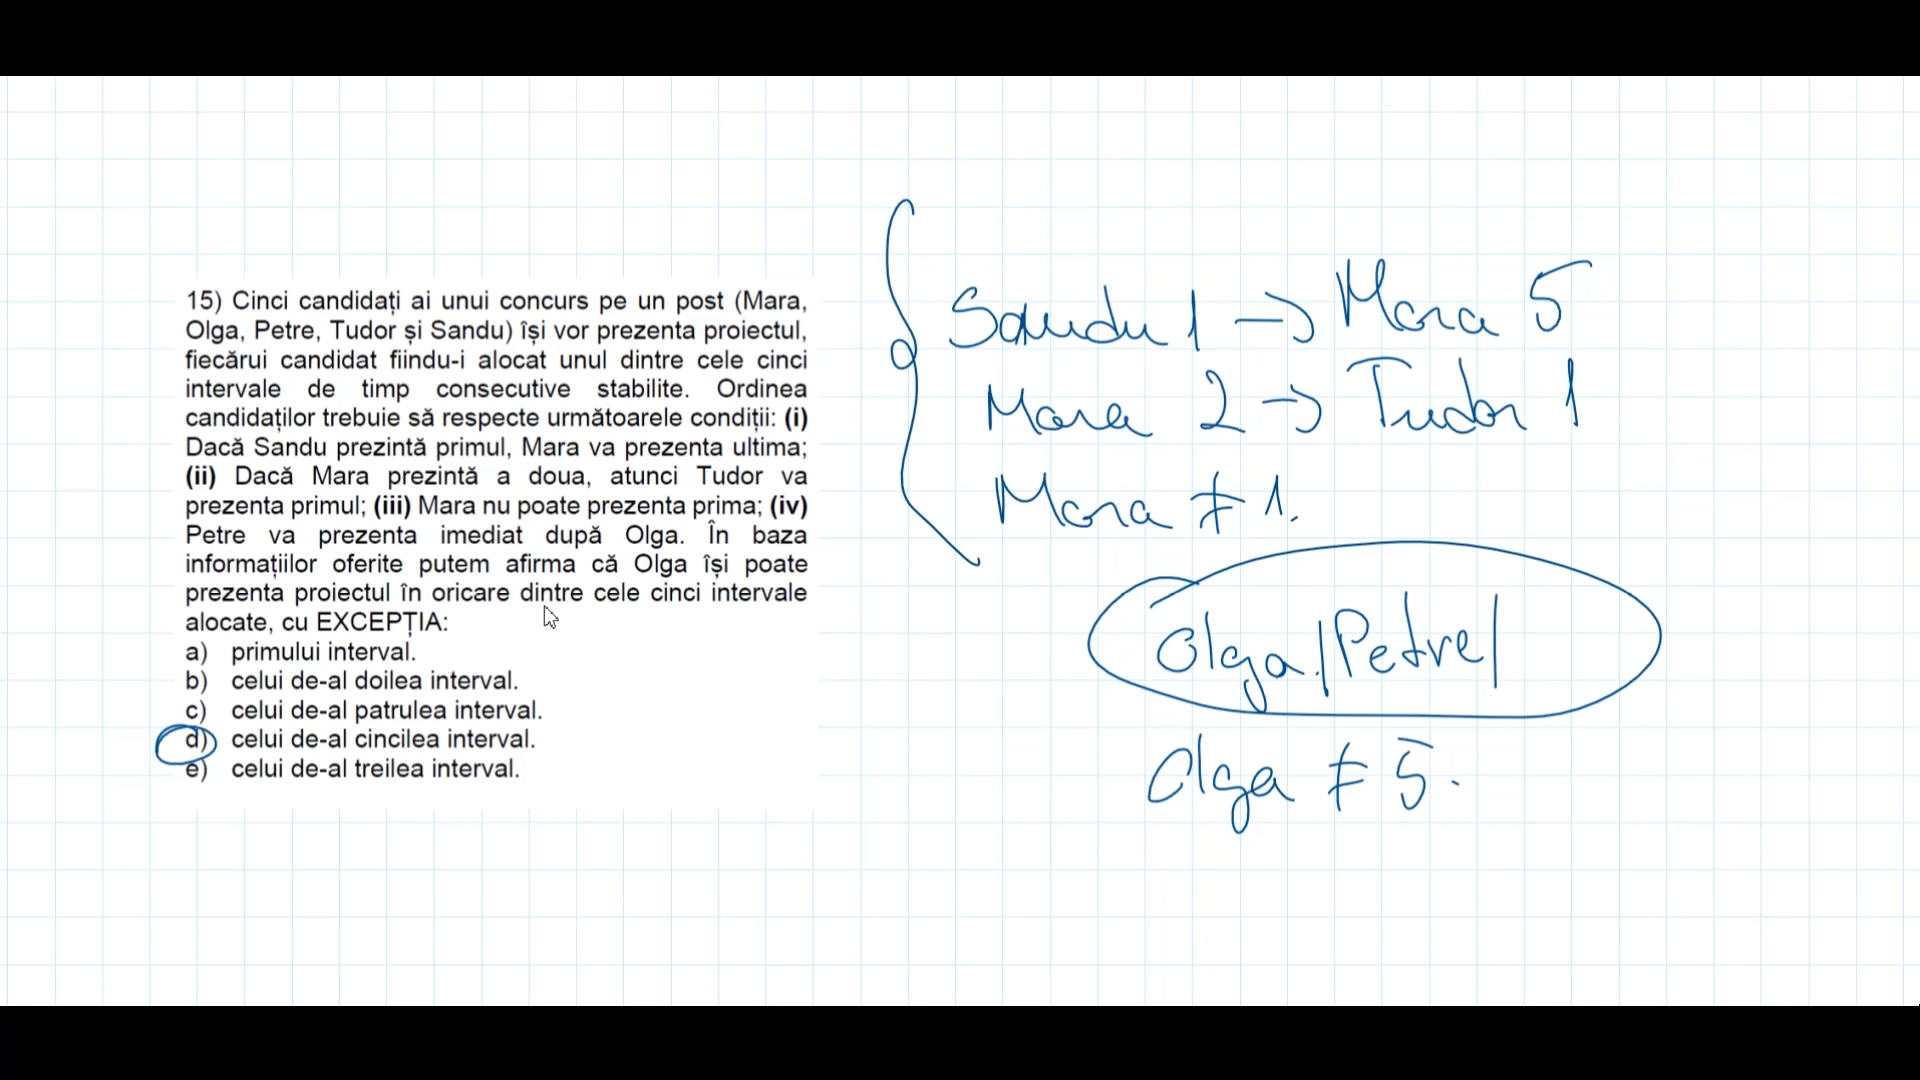 15) Cinci candidați ai unui concurs pe un post (Mara,
Olga, Petre, Tudor și Sandu) își vor prezenta proiectul,
fiecărui candidat fiindu-i alocat unul dintre cele cinci
intervale de timp consecutive stabilite. Ordinea
candidaților trebuie să respecte următoarele condiții: (i)
Dacă Sandu prezintă primul, Mara va prezenta ultima;
(ii) Dacă Mara prezintă a doua, atunci Tudor va
prezenta primul; (iii) Mara nu poate prezenta prima; (iv)
Petre va prezenta imediat după Olga. În baza
informațiilor oferite putem afirma că Olga își poate
prezenta proiectul în oricare dintre cele cinci intervale
alocate, cu EXCEPȚIA:
a) primului interval.
b) celui de-al doilea interval.
c) celui de-al patrulea interval.
d) celui de-al cincilea interval.
e) celui de-al treilea interval.
Sandu 1 → Mara 5
Mara 2 → Tudor 1
Mara ≠ 1.
Olga | Petre |
Olga ≠ 5.